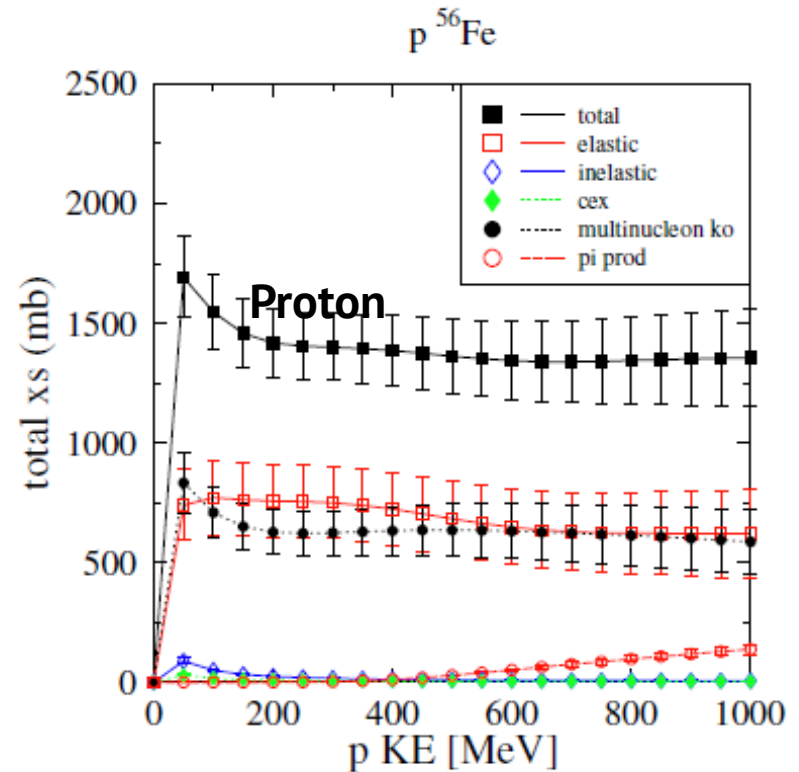 p ⁵⁶Fe
2500
2000
1500
1000
500
0
total xs (mb)
total
elastic
inelastic
cex
multinucleon ko
pi prod
Proton
0 200 400 600 800 1000
p KE [MeV]